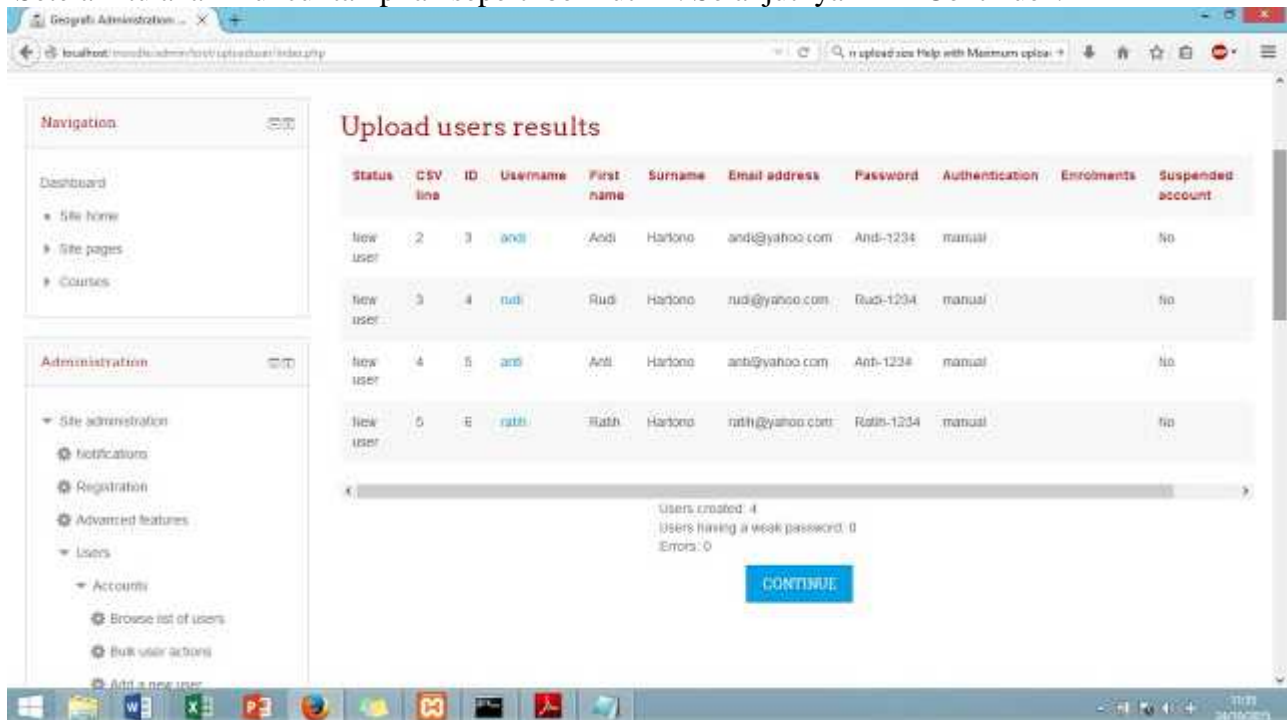 Geografi: Administration ...
localhost/moodle/admin/tool/uploaduser/index.php
Navigation
Dashboard
Site home
Site pages
Courses
Administration
Site administration
Notifications
Registration
Advanced features
Users
Accounts
Browse list of users
Bulk user actions
Add a new user
Upload users results
Status CSV line ID Username First name Surname Email address Password Authentication Enrolments Suspended account
New user 2 3 andi Andi Hartono andi@yahoo.com Andi-1234 manual No
New user 3 4 rudi Rudi Hartono rudi@yahoo.com Rudi-1234 manual No
New user 4 5 anti Anti Hartono anti@yahoo.com Anti-1234 manual No
New user 5 6 ratih Ratih Hartono ratih@yahoo.com Ratih-1234 manual No
Users created: 4
Users having a weak password: 0
Errors: 0
CONTINUE